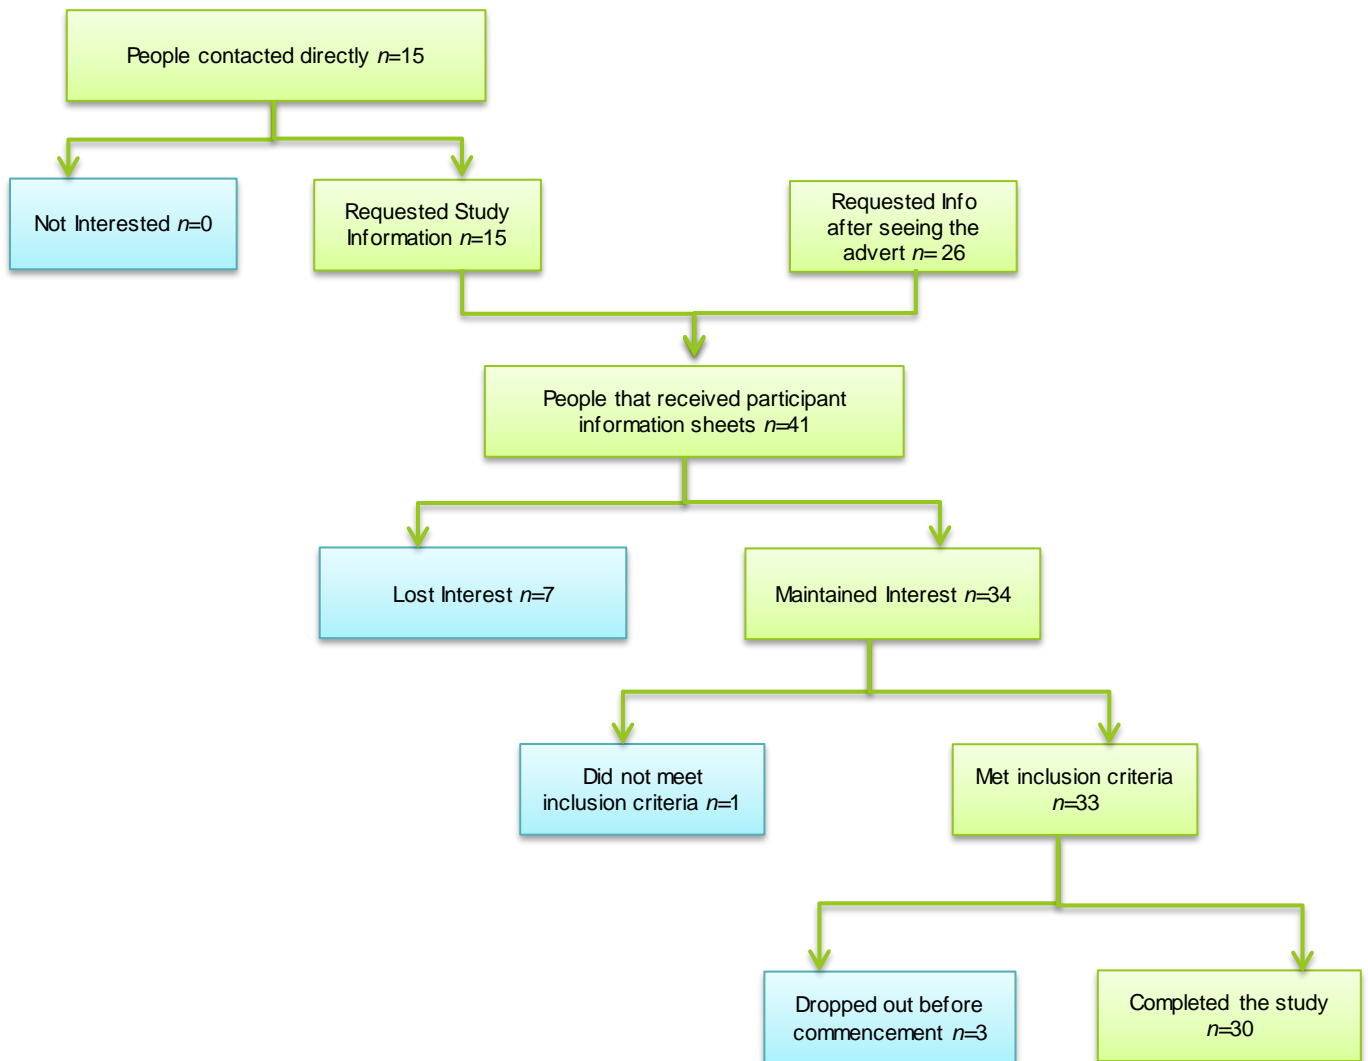 People contacted directly n=15
Not Interested n=0
Requested Study
Information n=15
Requested Info
after seeing the
advert n= 26
People that received participant
information sheets n=41
Lost Interest n=7
Maintained Interest n=34
Did not meet
inclusion criteria n=1
Met inclusion criteria
n=33
Dropped out before
commencement n=3
Completed the study
n=30